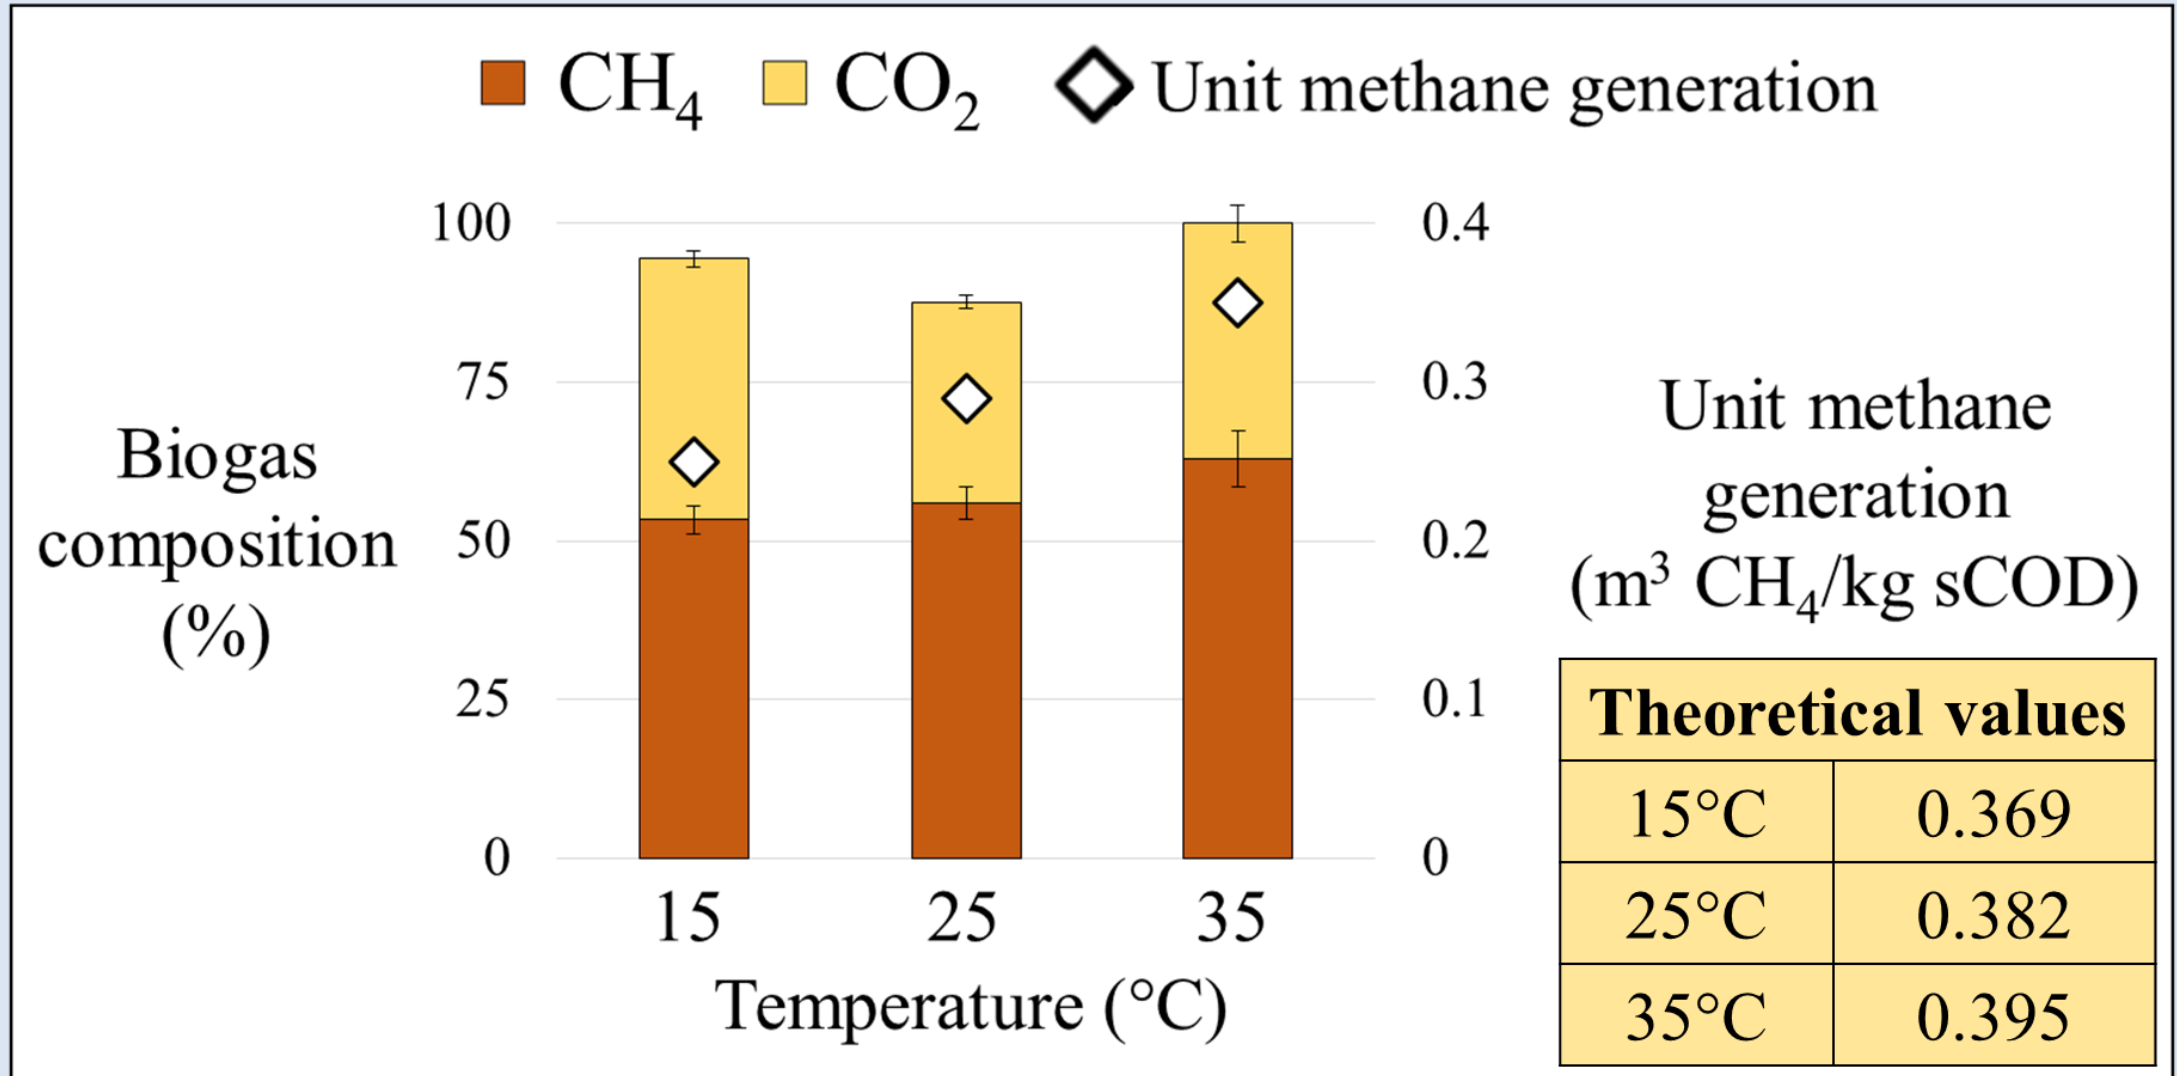 CH₄ CO₂ Unit methane generation
100 0.4
75 0.3
50 0.2
25 0.1
0 0
Biogas
composition
(%)
15 25 35
Temperature (°C)
Unit methane
generation
(m³ CH₄/kg sCOD)
Theoretical values
15°C 0.369
25°C 0.382
35°C 0.395